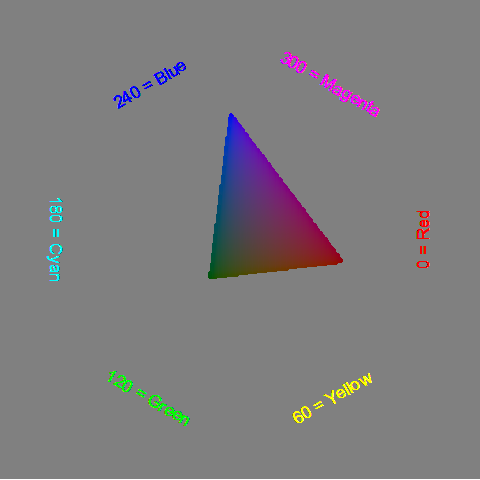 240 = Blue
300 = Magenta
180 = Cyan
0 = Red
120 = Green
60 = Yellow